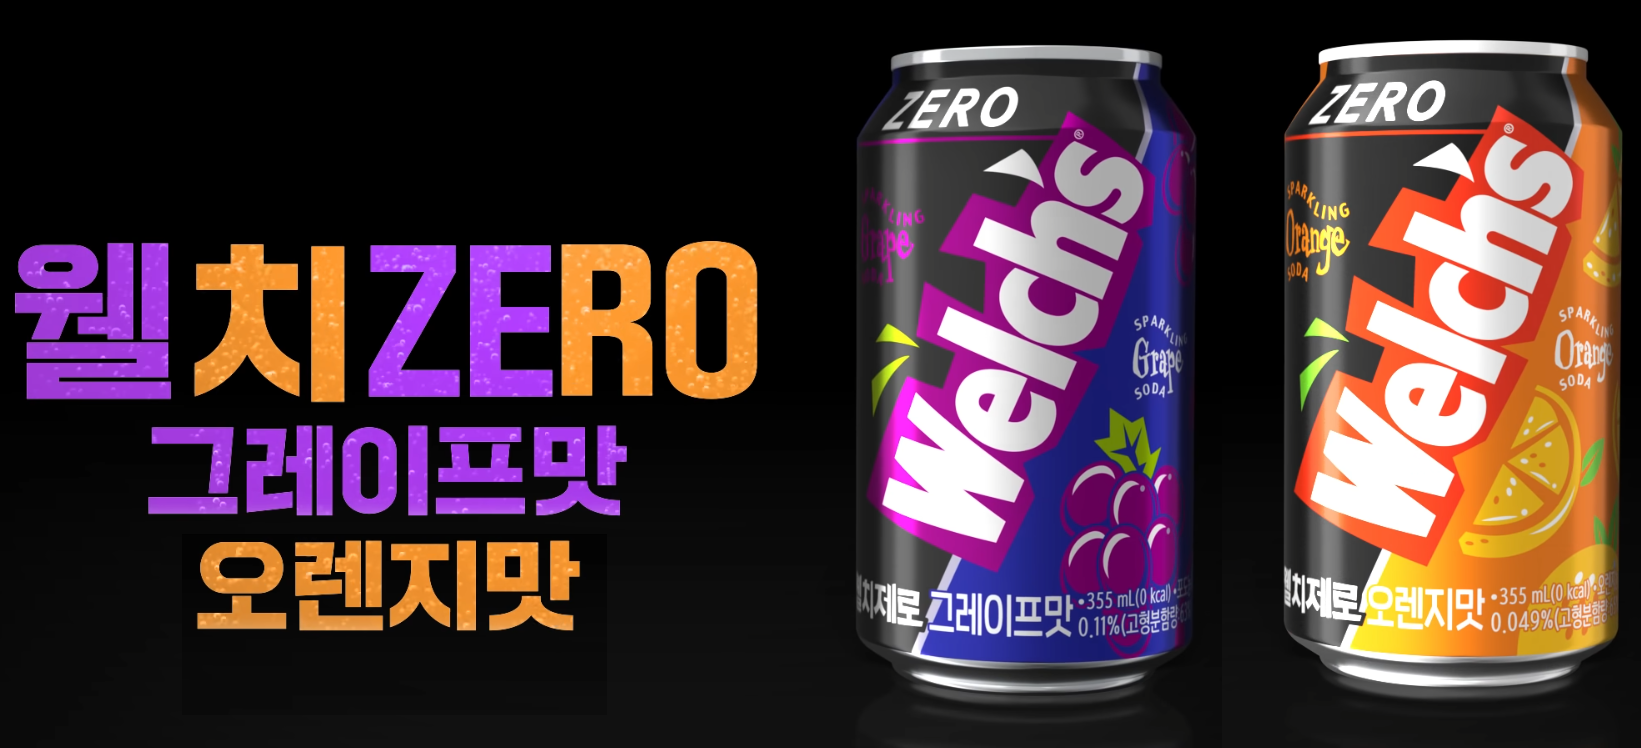 웰치ZERO
그레이프맛
오렌지맛
ZERO
Welch's®
SPARKLING
Grape
SODA
SPARKLING
Grape
SODA
웰치제로 그레이프맛
•355 mL(0 kcal)
0.11%(고형분함량
ZERO
Welch's®
SPARKLING
Orange
SODA
SPARKLING
Orange
SODA
웰치제로 오렌지맛
•355 mL(0 kcal)
0.049%(고형분함량